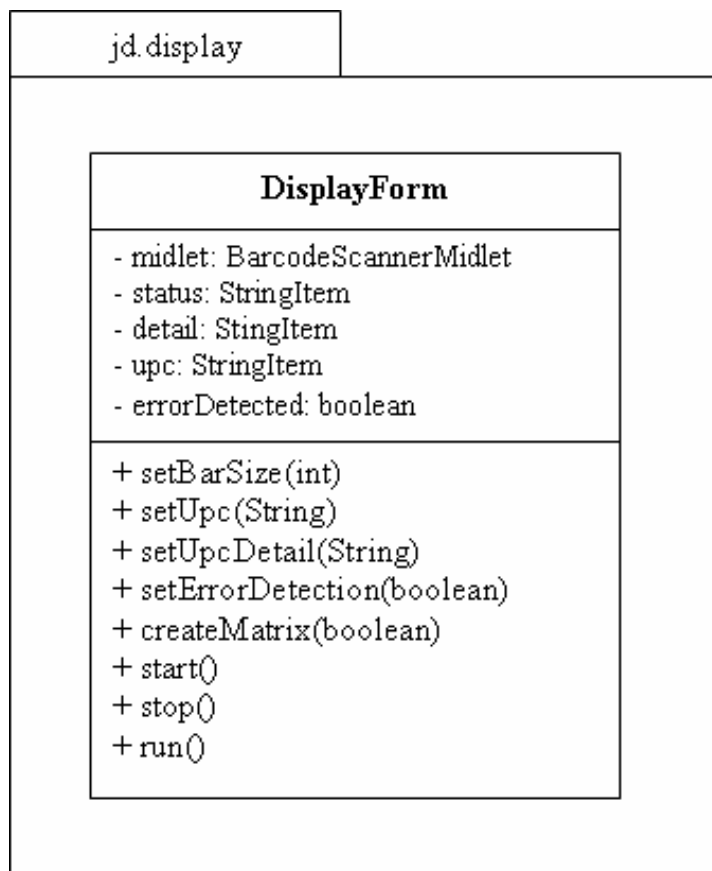 jd.display
DisplayForm
- midlet: BarcodeScannerMidlet
- status: StringItem
- detail: StingItem
- upc: StringItem
- errorDetected: boolean
+ setBarSize(int)
+ setUpc(String)
+ setUpcDetail(String)
+ setErrorDetection(boolean)
+ createMatrix(boolean)
+ start()
+ stop()
+ run()